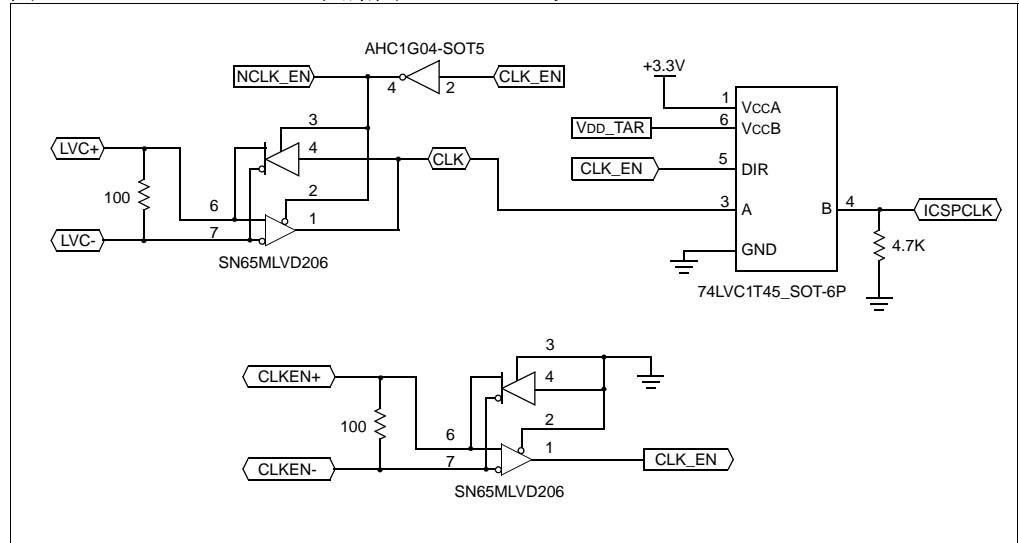 AHC1G04-SOT5
NCLK_EN
4
2
CLK_EN
+3.3V
1
VCCA
VDD_TAR
6
VCCB
CLK_EN
5
DIR
3
A
B
4
ICSPCLK
GND
4.7K
74LVC1T45_SOT-6P
LVC+
3
4
CLK
100
2
6
1
LVC-
7
SN65MLVD206
3
CLKEN+
4
100
2
6
1
CLK_EN
CLKEN-
7
SN65MLVD206